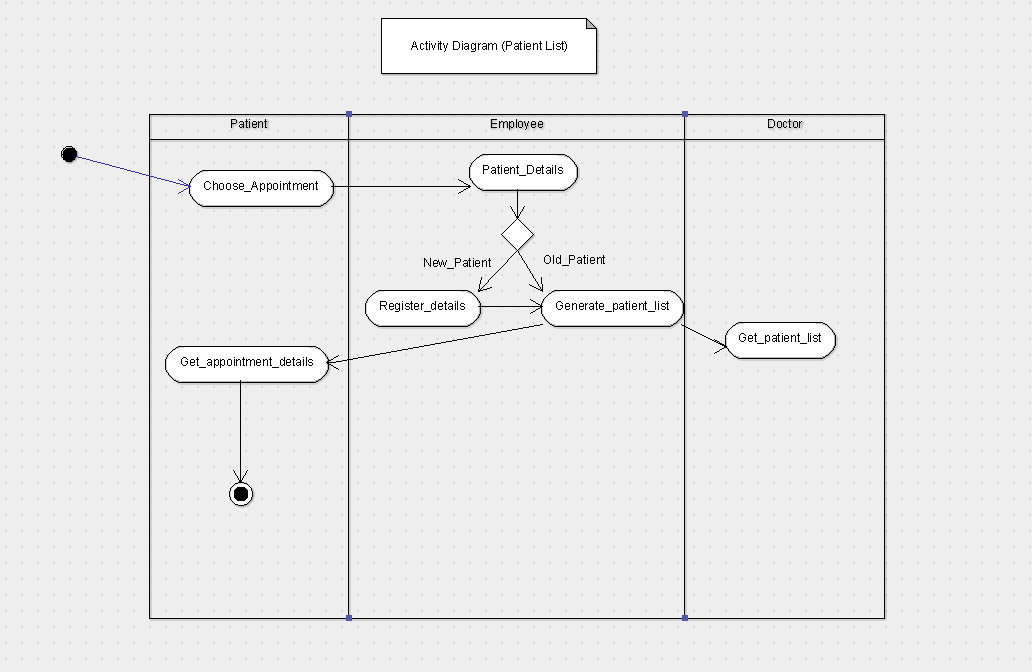 Activity Diagram (Patient List)
Patient
Employee
Doctor
Choose_Appointment
Patient_Details
New_Patient
Old_Patient
Register_details
Generate_patient_list
Get_patient_list
Get_appointment_details